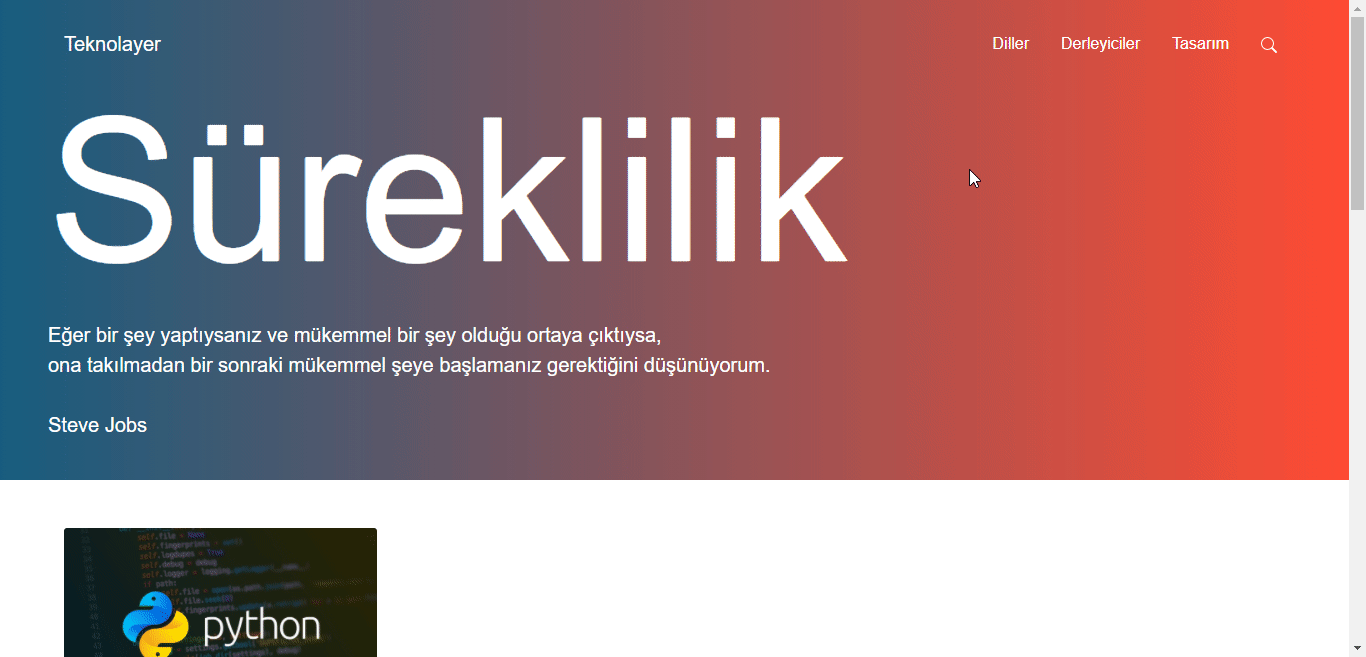 Teknolayer
Diller Derleyiciler Tasarım
Süreklilik
Eğer bir şey yaptıysanız ve mükemmel bir şey olduğu ortaya çıktıysa,
ona takılmadan bir sonraki mükemmel şeye başlamanız gerektiğini düşünüyorum.
Steve Jobs
python